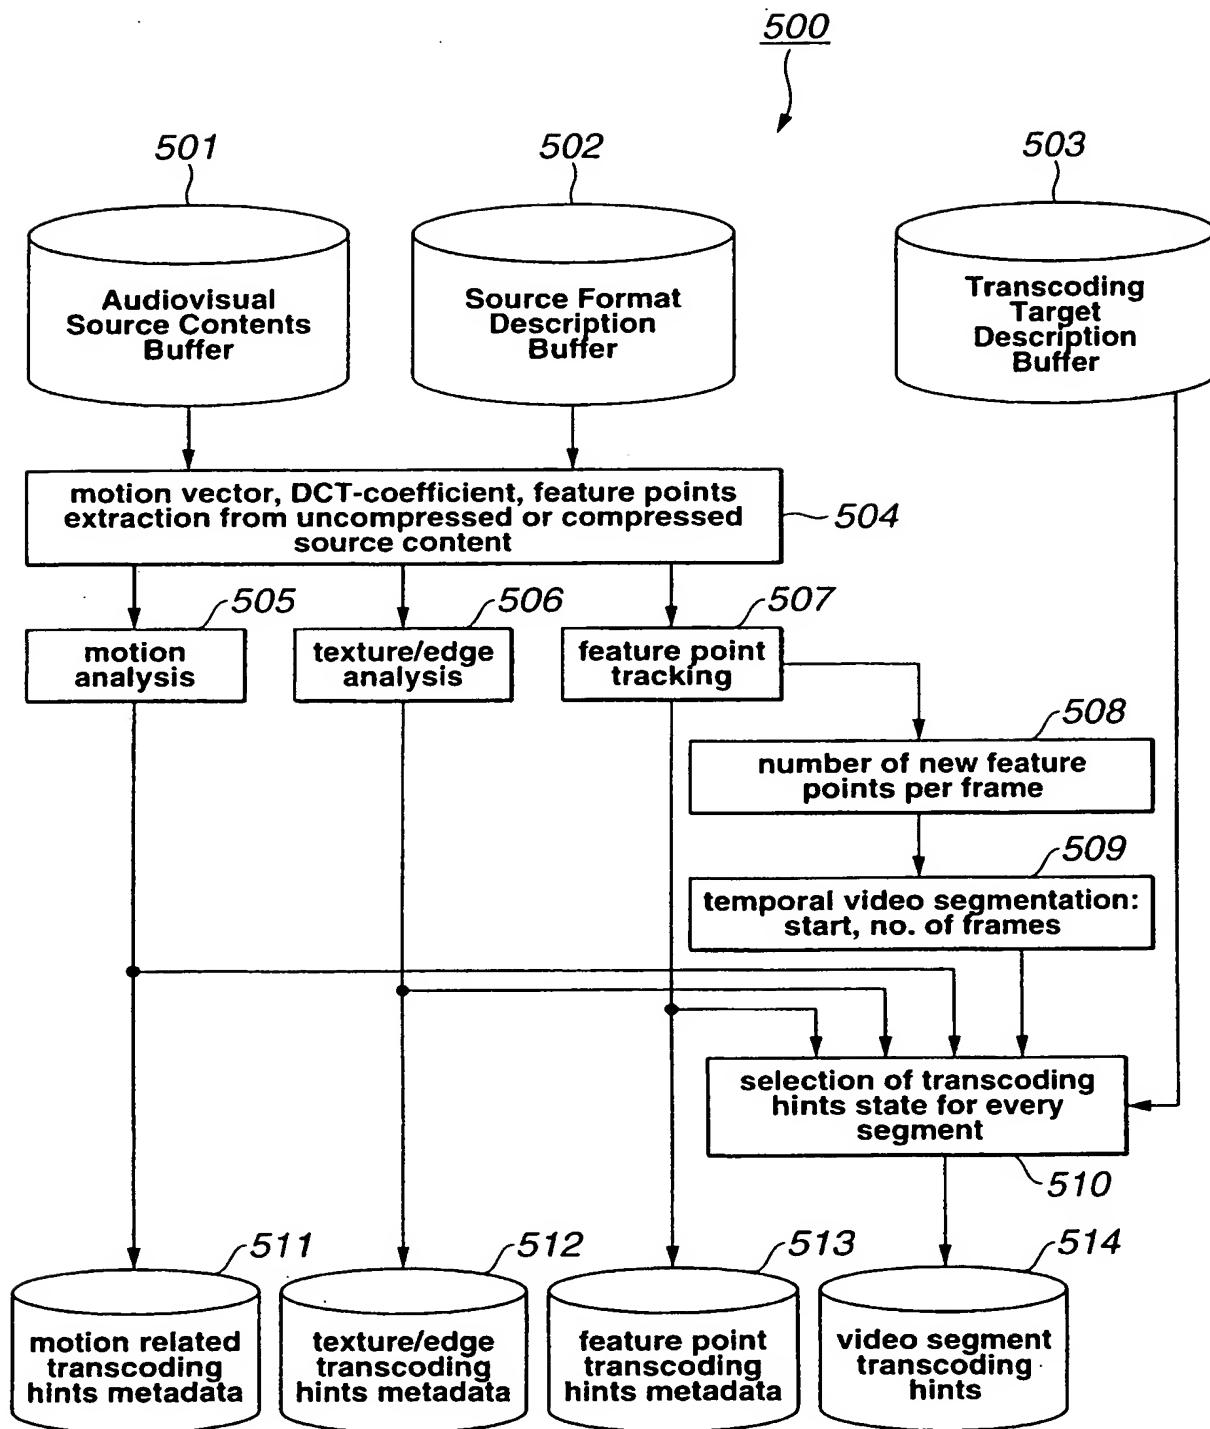 500
501
502
503
Audiovisual
Source Contents
Buffer
Source Format
Description
Buffer
Transcoding
Target
Description
Buffer
motion vector, DCT-coefficient, feature points
extraction from uncompressed or compressed
source content
504
505
506
507
motion
analysis
texture/edge
analysis
feature point
tracking
508
number of new feature
points per frame
509
temporal video segmentation:
start, no. of frames
selection of transcoding
hints state for every
segment
510
511
512
513
514
motion related
transcoding
hints metadata
texture/edge
transcoding
hints metadata
feature point
transcoding
hints metadata
video segment
transcoding
hints